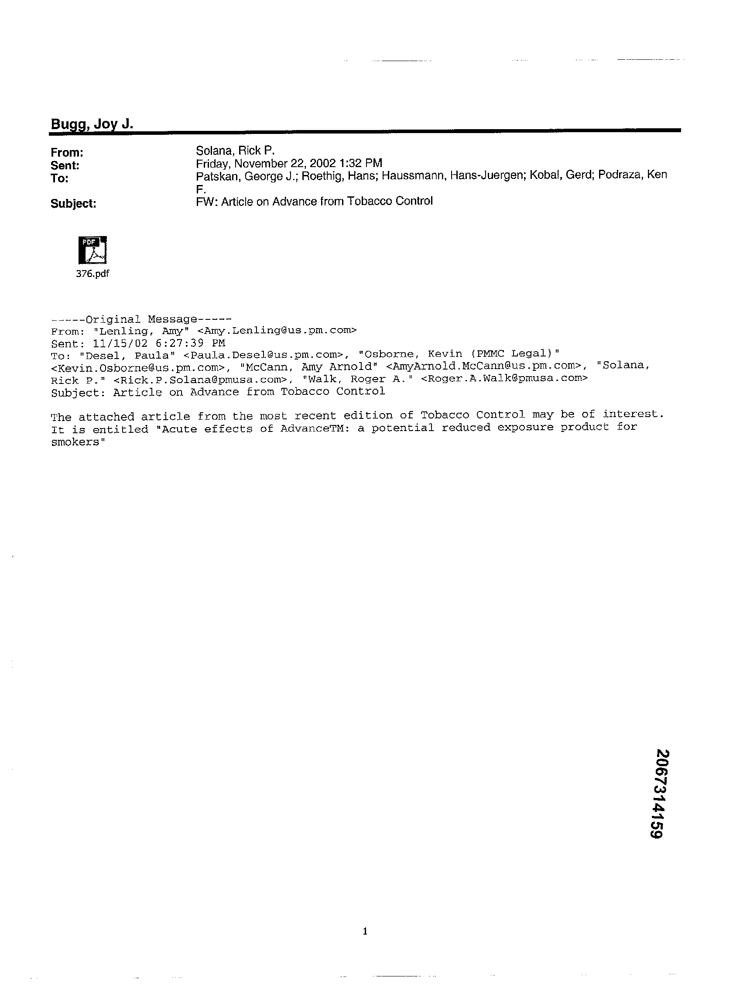 Bugg, Joy J.
From: Solana, Rick P.
Sent: Friday, November 22, 2002 1:32 PM
To: Patskan, George J.; Roethig, Hans; Haussmann, Hans-Juergen; Kobal, Gerd; Podraza, Ken
F.
Subject: FW: Article on Advance from Tobacco Control
PDF
376.pdf
-----Original Message-----
From: "Lenling, Amy" <Amy.Lenling@us.pm.com>
Sent: 11/15/02 6:27:39 PM
To: "Desel, Paula" <Paula.Desel@us.pm.com>, "Osborne, Kevin (PMMC Legal)"
<Kevin.Osborne@us.pm.com>, "McCann, Amy Arnold" <AmyArnold.McCann@us.pm.com>, "Solana,
Rick P." <Rick.P.Solana@pmusa.com>, "Walk, Roger A." <Roger.A.Walk@pmusa.com>
Subject: Article on Advance from Tobacco Control
The attached article from the most recent edition of Tobacco Control may be of interest.
It is entitled "Acute effects of AdvanceTM: a potential reduced exposure product for
smokers"
2067314159
1